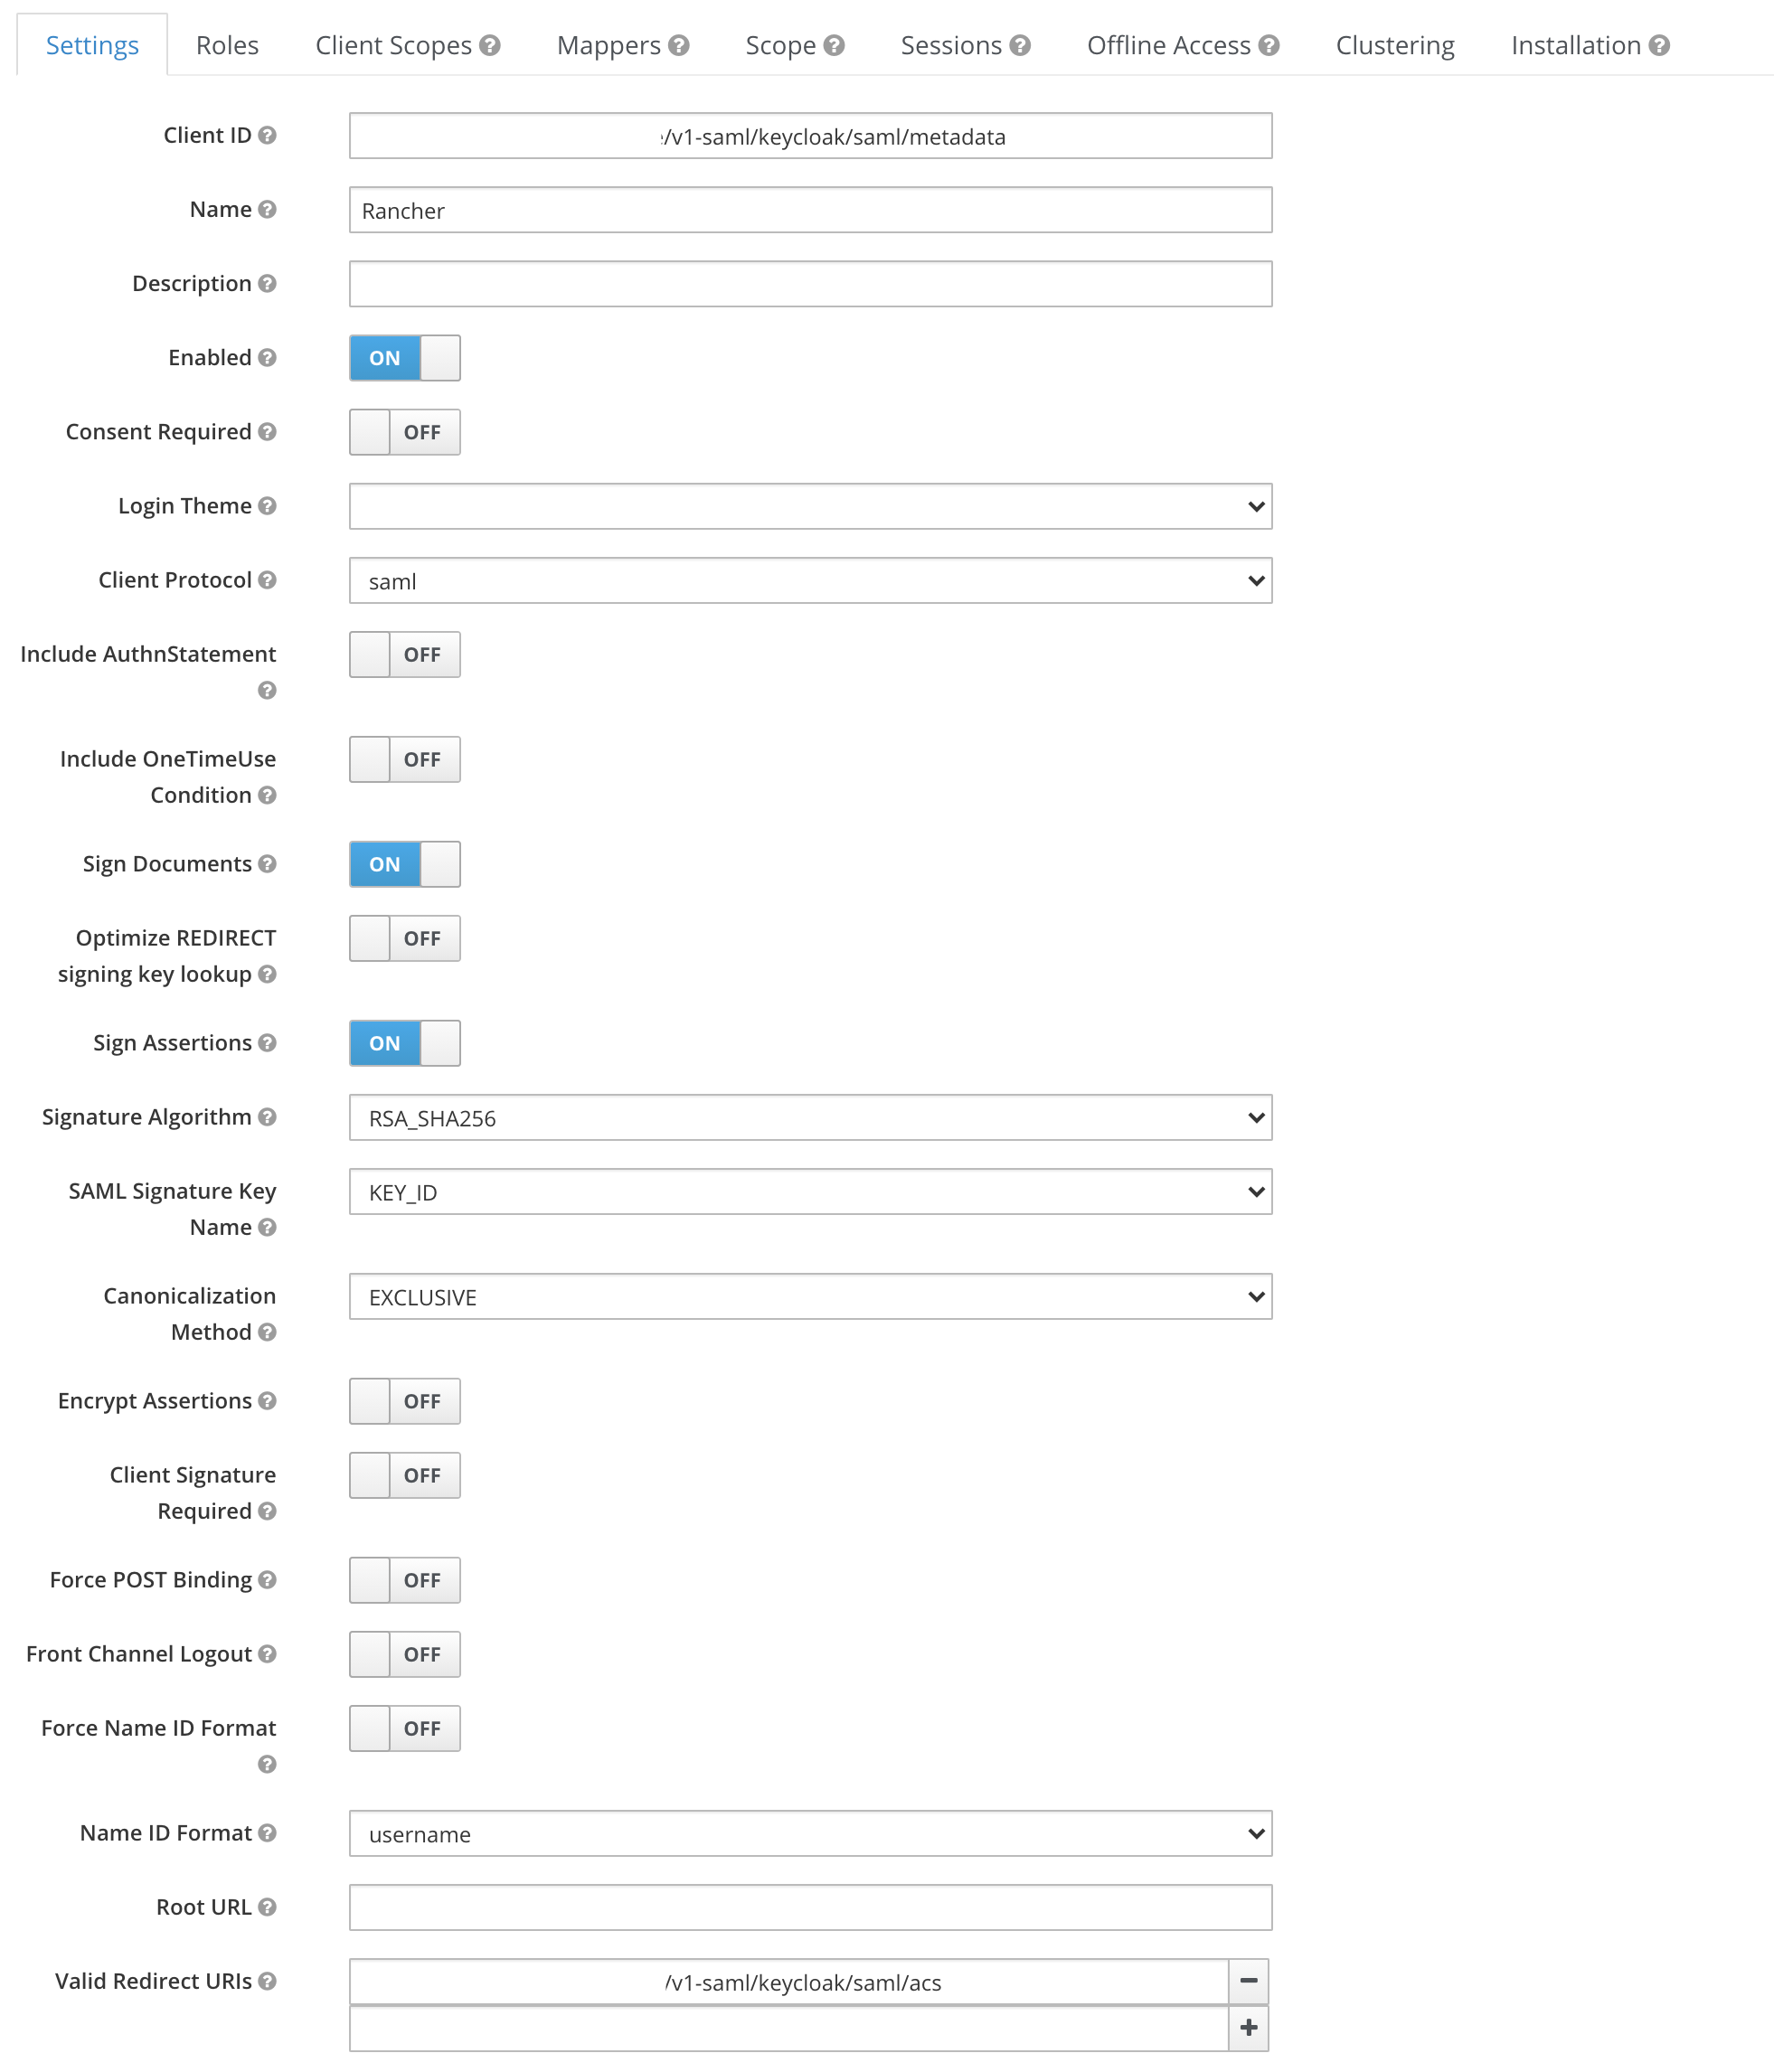 Settings Roles Client Scopes Mappers Scope Sessions Offline Access Clustering Installation
Client ID /v1-saml/keycloak/saml/metadata
Name Rancher
Description
Enabled ON
Consent Required OFF
Login Theme
Client Protocol saml
Include AuthnStatement OFF
Include OneTimeUse OFF
Condition
Sign Documents ON
Optimize REDIRECT OFF
signing key lookup
Sign Assertions ON
Signature Algorithm RSA_SHA256
SAML Signature Key KEY_ID
Name
Canonicalization EXCLUSIVE
Method
Encrypt Assertions OFF
Client Signature OFF
Required
Force POST Binding OFF
Front Channel Logout OFF
Force Name ID Format OFF
Name ID Format username
Root URL
Valid Redirect URIs /v1-saml/keycloak/saml/acs